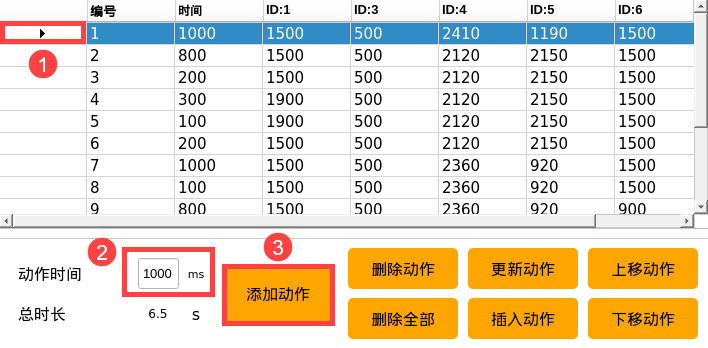 编号 时间 ID:1 ID:3 ID:4 ID:5 ID:6
1 1000 1500 500 2410 1190 1500
1
2 800 1500 500 2120 2150 1500
3 200 1500 500 2120 2150 1500
4 300 1900 500 2120 2150 1500
5 100 1900 500 2120 2150 1500
6 200 1500 500 2120 2150 1500
7 1000 1500 500 2360 920 1500
8 100 1500 500 2360 920 1500
9 800 1500 500 2360 920 900
2 3
动作时间 1000 ms 添加动作 删除动作 更新动作 上移动作
总时长 6.5 s 删除全部 插入动作 下移动作